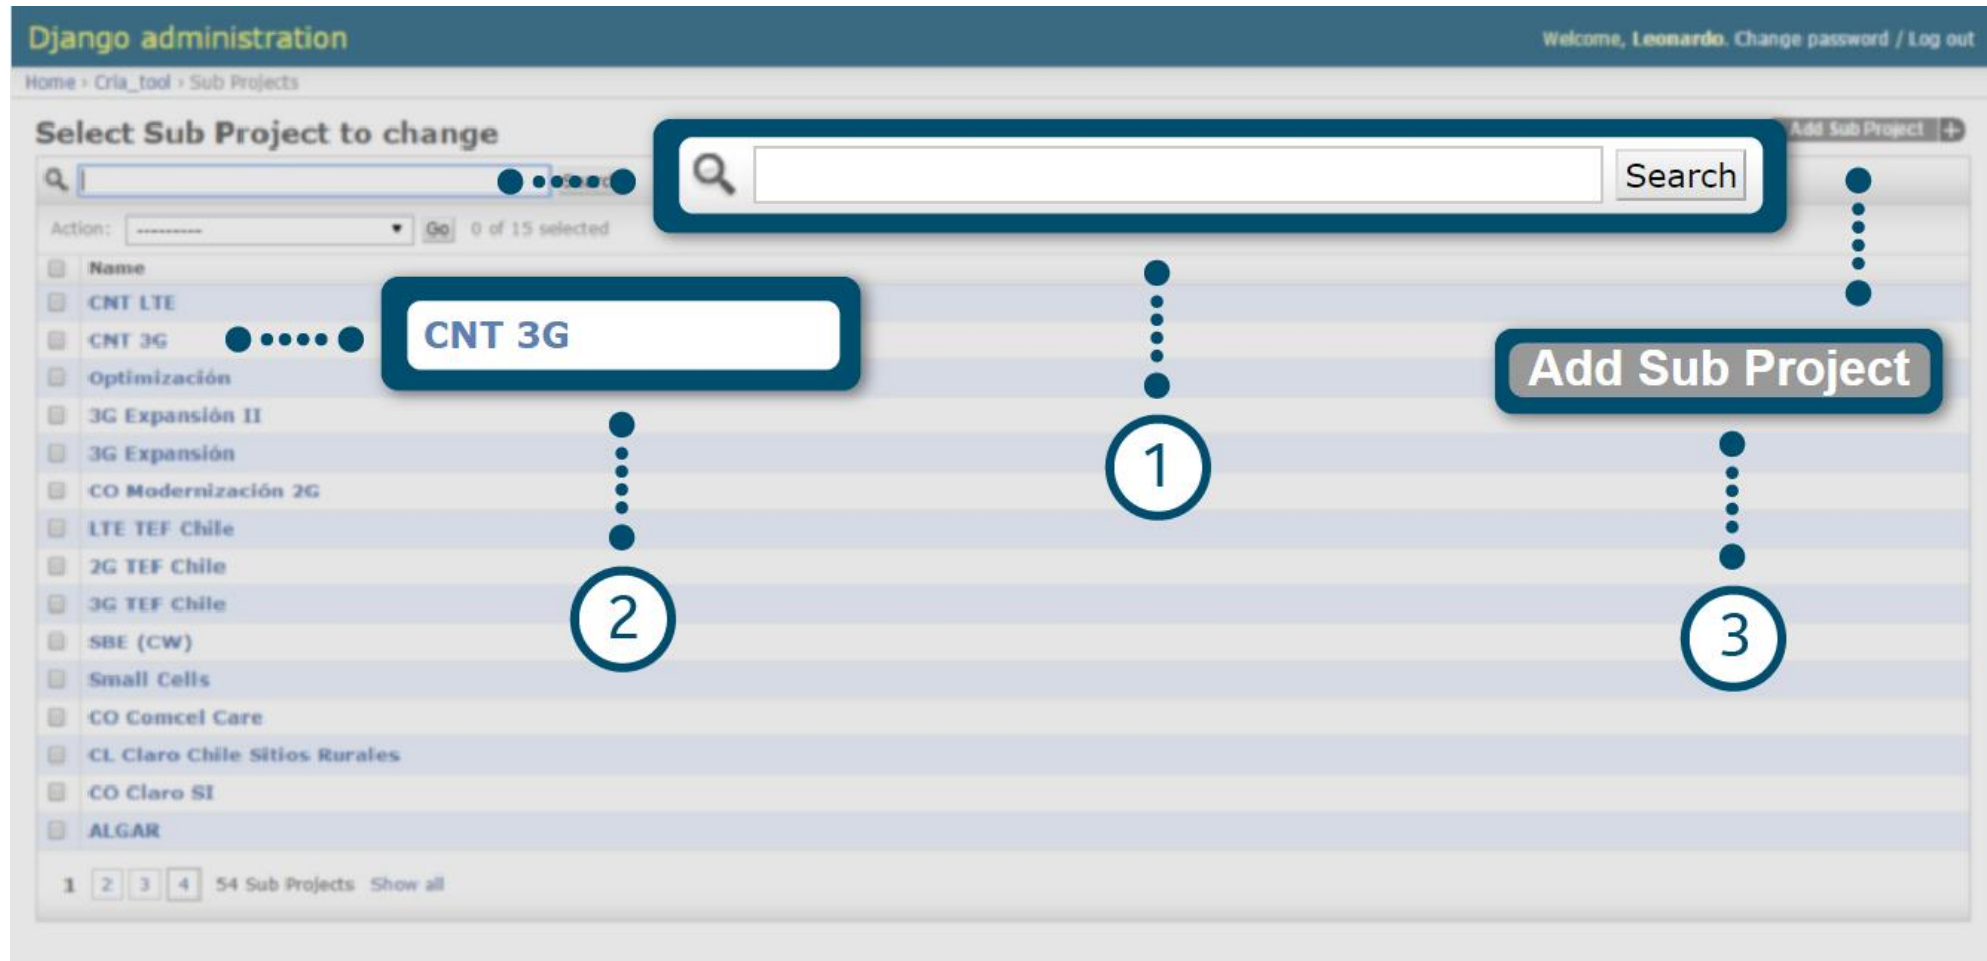 Django administration
Welcome, Leonardo. Change password / Log out
Home › Cria_tool › Sub Projects
Select Sub Project to change
Add Sub Project +
Search
Action: --------- Go 0 of 15 selected
Name
CNT LTE
CNT 3G
CNT 3G
Add Sub Project
Optimización
3G Expansión II
3G Expansión
1
CO Modernización 2G
LTE TEF Chile
2G TEF Chile
3G TEF Chile
2
3
SBE (CW)
Small Cells
CO Comcel Care
CL Claro Chile Sitios Rurales
CO Claro SI
ALGAR
1 2 3 4 54 Sub Projects Show all